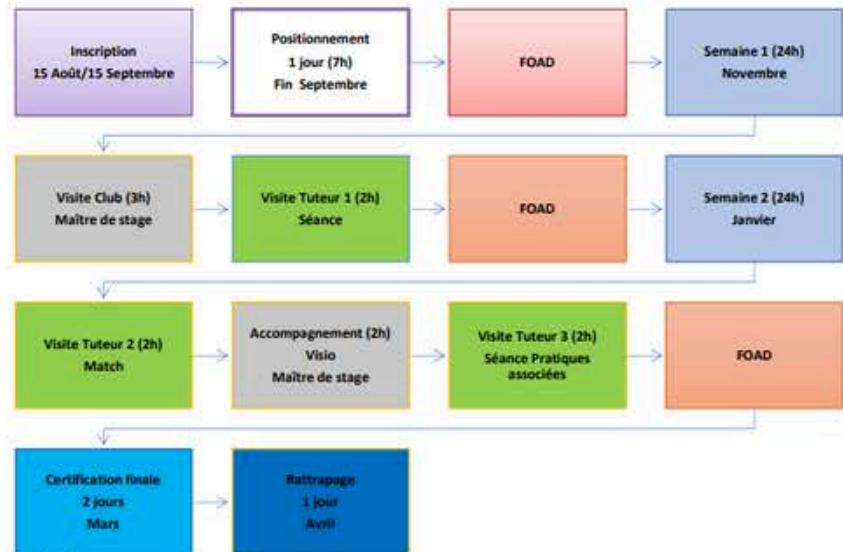 Inscription
15 Août/15 Septembre
Positionnement
1 jour (7h)
Fin Septembre
FOAD
Semaine 1 (24h)
Novembre
Visite Club (3h)
Maître de stage
Visite Tuteur 1 (2h)
Séance
FOAD
Semaine 2 (24h)
Janvier
Visite Tuteur 2 (2h)
Match
Accompagnement (2h)
Visio
Maître de stage
Visite Tuteur 3 (2h)
Séance Pratiques
associées
FOAD
Certification finale
2 jours
Mars
Rattrapage
1 jour
Avril